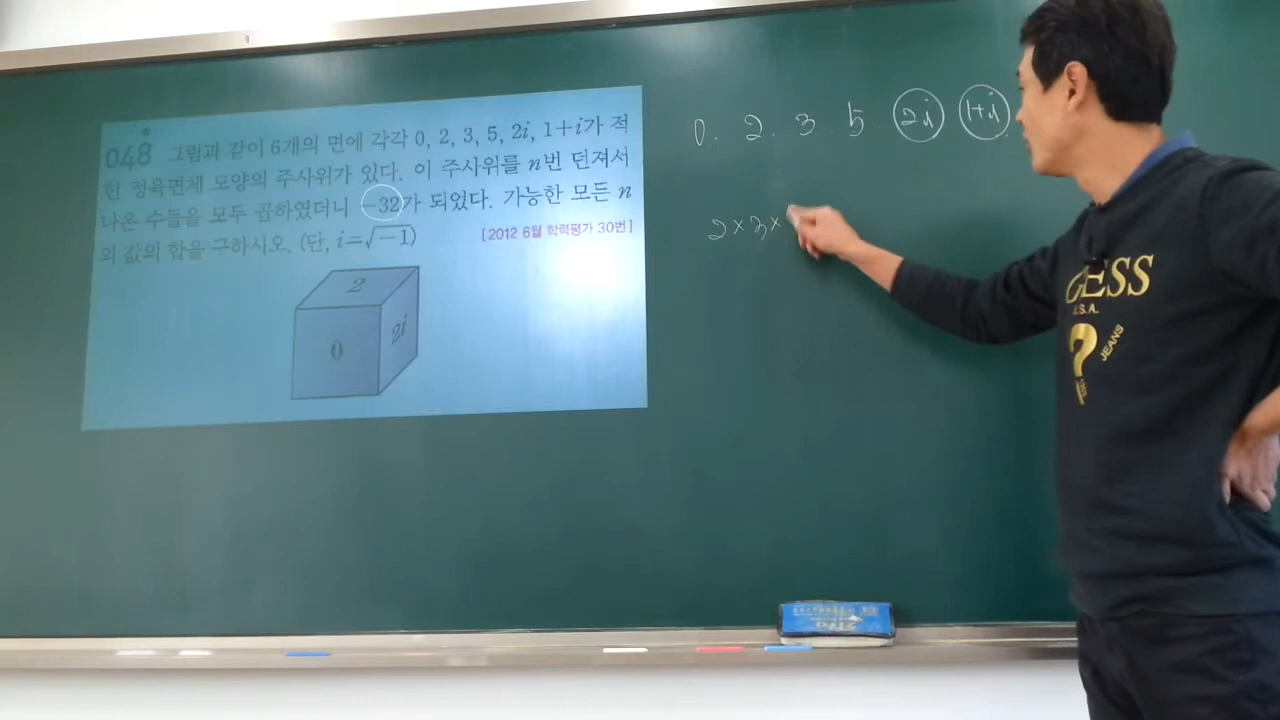 048 그림과 같이 6개의 면에 각각 0, 2, 3, 5, 2i, 1+i가 적
힌 정육면체 모양의 주사위가 있다. 이 주사위를 n번 던져서
나온 수들을 모두 곱하였더니 -32가 되었다. 가능한 모든 n
의 값의 합을 구하시오. (단, i=√-1)
[2012 6월 학력평가 30번]
2
0
2i
0. 2. 3 5 2i 1+i
2×3×
GUESS
U.S.A.
?
JEANS